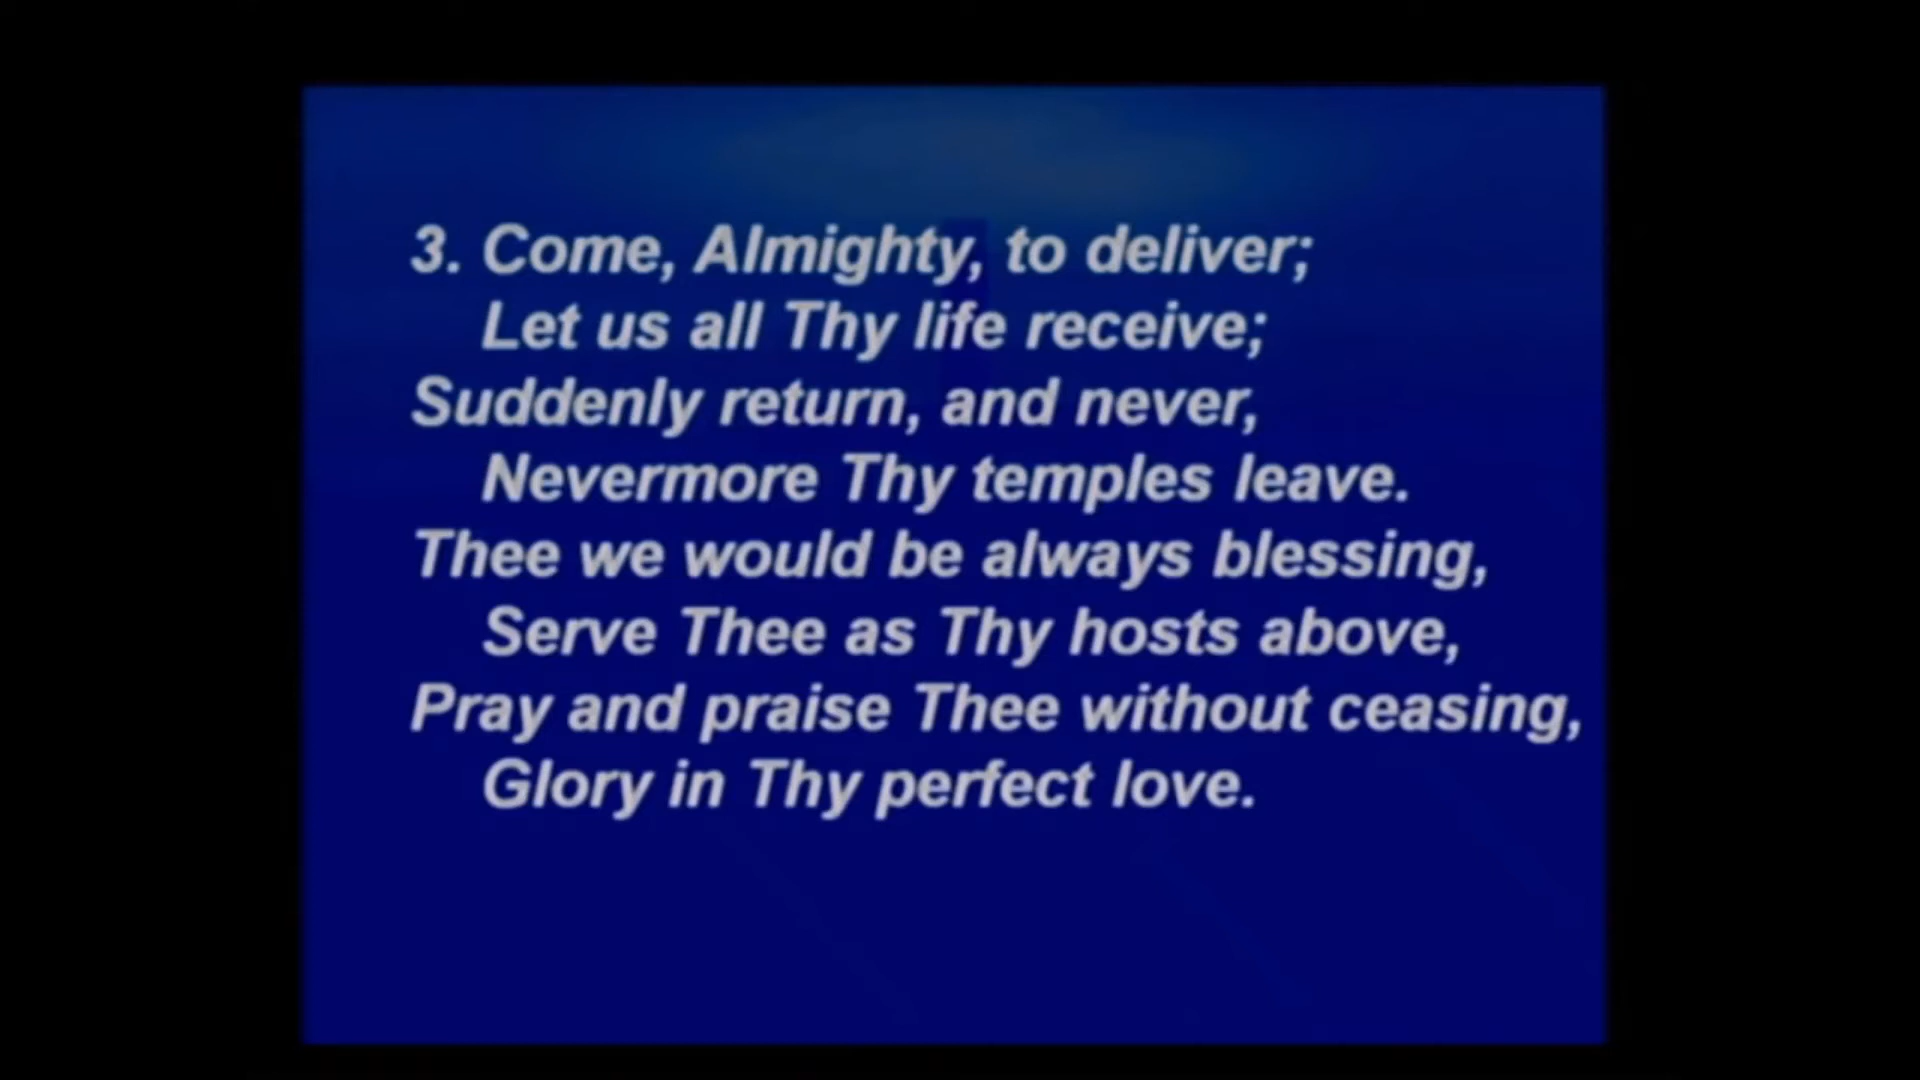 3. Come, Almighty, to deliver;
Let us all Thy life receive;
Suddenly return, and never,
Nevermore Thy temples leave.
Thee we would be always blessing,
Serve Thee as Thy hosts above,
Pray and praise Thee without ceasing,
Glory in Thy perfect love.